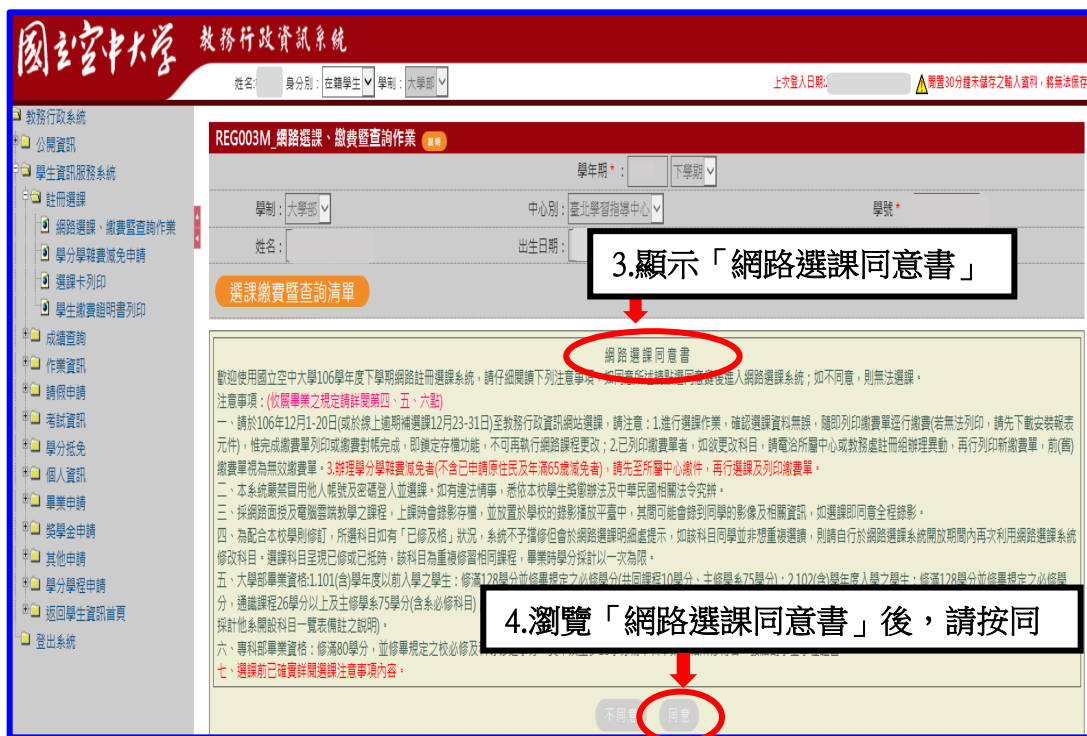 國立空中大学 教務行政資訊系統
姓名: 身分別：在籍學生 學制：大學部 上次登入日期: 閒置30分鐘未儲存之輸入資料，將無法保存
教務行政系統
公開資訊
學生資訊服務系統
註冊選課
網路選課、繳費暨查詢作業
學分學雜費減免申請
選課卡列印
學生繳費證明書列印
成績查詢
作業資訊
請假申請
考試資訊
學分抵免
個人資訊
畢業申請
獎學金申請
其他申請
學分學程申請
返回學生資訊首頁
登出系統
REG003M_網路選課、繳費暨查詢作業 說明
學年期*： 下學期
學制：大學部 中心別：臺北學習指導中心 學號*
姓名： 出生日期：
3.顯示「網路選課同意書」
選課繳費暨查詢清單
網路選課同意書
歡迎使用國立空中大學106學年度下學期網路註冊選課系統，請仔細閱讀下列注意事項，如同意所述請點選同意鍵後進入網路選課系統；如不同意，則無法選課。
注意事項：(攸關畢業之規定請詳閱第四、五、六點)
一、請於106年12月1-20日(或於線上逾期補選課12月23-31日)至教務行政資訊網站選課，請注意：1.進行選課作業，確認選課資料無誤，隨即列印繳費單逕行繳費(若無法列印，請先下載安裝報表
元件)，惟完成繳費單列印或繳費對帳完成，即鎖定存檔功能，不可再執行網路課程更改；2.已列印繳費單者，如欲更改科目，請電洽所屬中心或教務處註冊組辦理異動，再行列印新繳費單，前(舊)
繳費單視為無效繳費單。3.辦理學分學雜費減免者(不含已申請原住民及年滿65歲減免者)，請先至所屬中心繳件，再行選課及列印繳費單。
二、本系統嚴禁冒用他人帳號及密碼登入並選課。如有違法情事，悉依本校學生獎懲辦法及中華民國相關法令究辦。
三、採網路面授及電腦雲端教學之課程，上課時會錄影存檔，並放置於學校的錄影播放平臺中，其間可能會錄到同學的影像及相關資訊，如選課即同意全程錄影。
四、為配合本校學則修訂，所選科目如有「已修及格」狀況，系統不予擋修但會於網路選課明細處提示，如該科目同學並非想重複選讀，則請自行於網路選課系統開放期間內再次利用網路選課系統
修改科目。選課科目呈現已修或已抵時，該科目為重複修習相同課程，畢業時學分採計以一次為限。
五、大學部畢業資格:1.101(含)學年度以前入學之學生：修滿128學分並修畢規定之必修學分(共同課程10學分、主修學系75學分)；2.102(含)學年度入學之學生：修滿128學分並修畢規定之必修學
分，通識課程26學分以上及主修學系75學分(含系必修科目)
採計他系開設科目一覽表備註之說明)。
4.瀏覽「網路選課同意書」後，請按同
六、專科部畢業資格：修滿80學分，並修畢規定之校必修及
七、選課前已確實詳閱選課注意事項內容。
不同意 同意